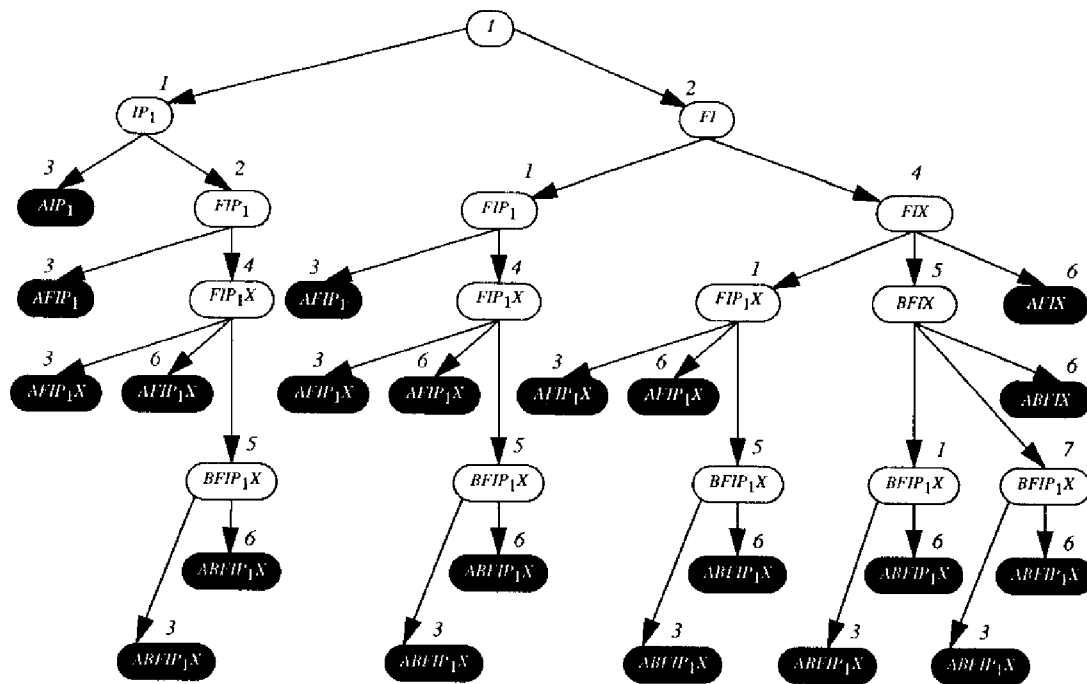 I
1 2
IP1 FI
3 2 1 4
AIP1 FIP1 FIP1 FIX
3 4 3 4 1 5 6
AFIP1 FIP1X AFIP1 FIP1X FIP1X BFIX AFIX
3 6 3 6 3 6 6
AFIP1X AFIP1X AFIP1X AFIP1X AFIP1X AFIP1X ABFIX
5 5 5 1 7
BFIP1X BFIP1X BFIP1X BFIP1X BFIP1X
6 6 6 6 6
ABFIP1X ABFIP1X ABFIP1X ABFIP1X ABFIP1X
3 3 3 3 3
ABFIP1X ABFIP1X ABFIP1X ABFIP1X ABFIP1X